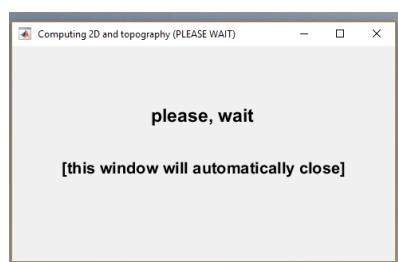 Computing 2D and topography (PLEASE WAIT)
please, wait
[this window will automatically close]